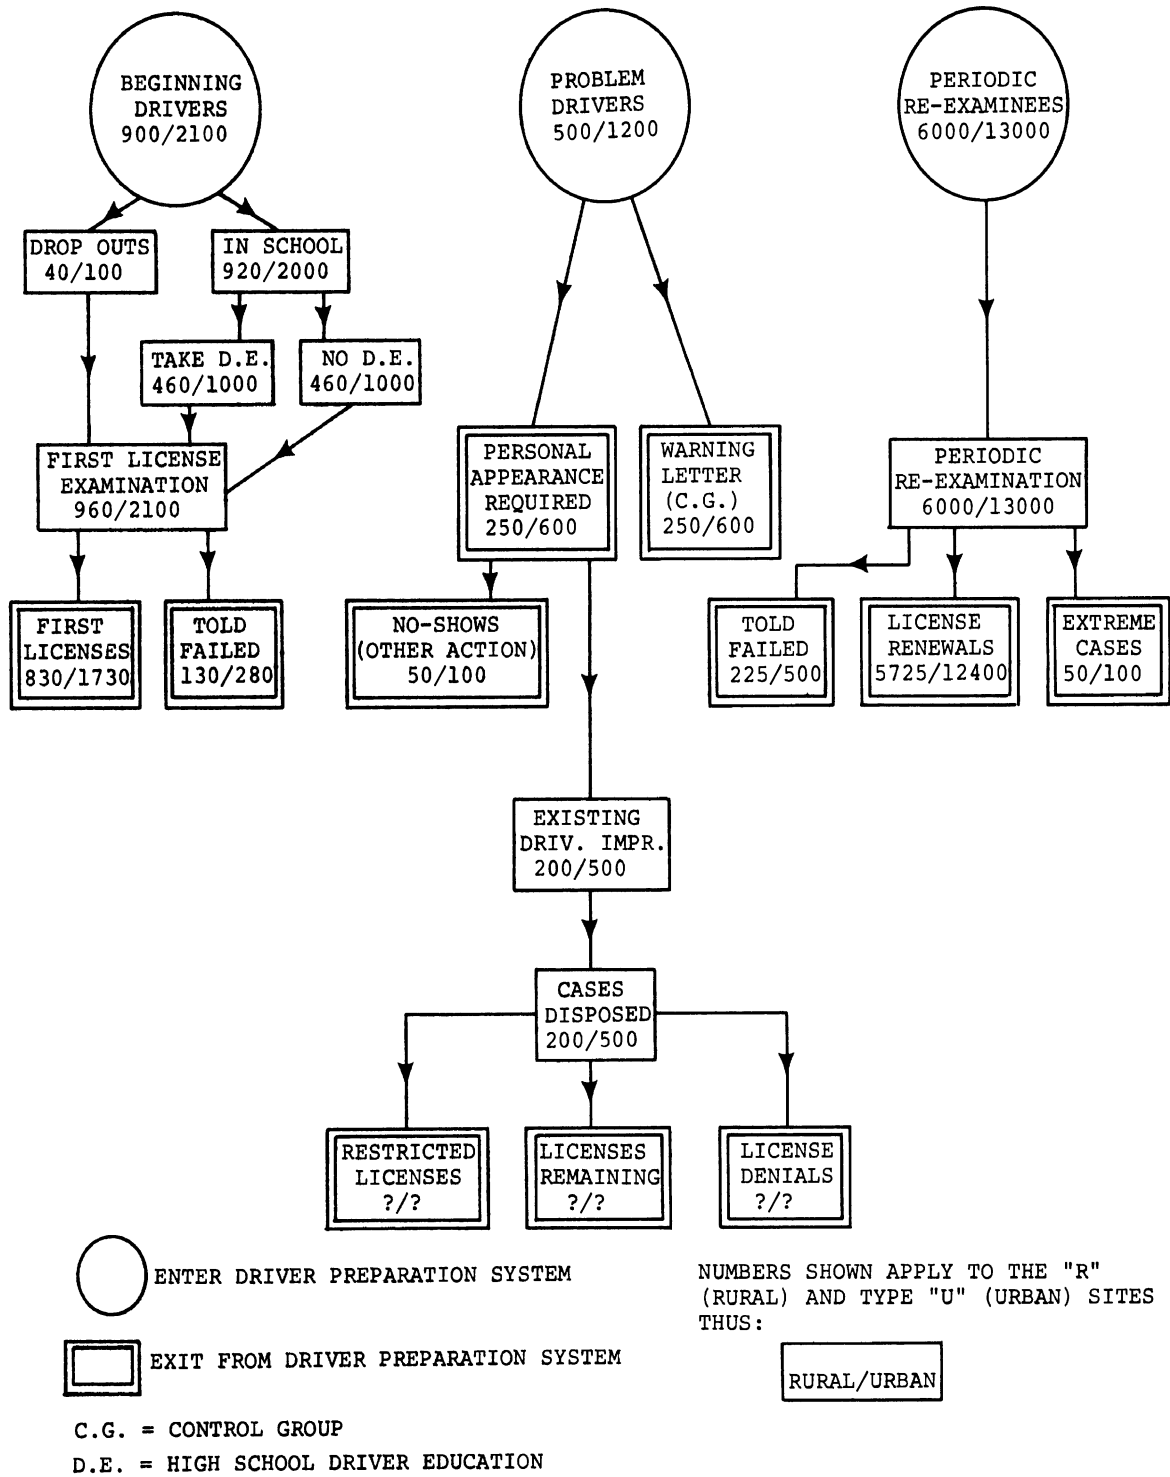 BEGINNING
DRIVERS
900/2100
PROBLEM
DRIVERS
500/1200
PERIODIC
RE-EXAMINEES
6000/13000
DROP OUTS
40/100
IN SCHOOL
920/2000
TAKE D.E.
460/1000
NO D.E.
460/1000
FIRST LICENSE
EXAMINATION
960/2100
PERSONAL
APPEARANCE
REQUIRED
250/600
WARNING
LETTER
(C.G.)
250/600
PERIODIC
RE-EXAMINATION
6000/13000
FIRST
LICENSES
830/1730
TOLD
FAILED
130/280
NO-SHOWS
(OTHER ACTION)
50/100
TOLD
FAILED
225/500
LICENSE
RENEWALS
5725/12400
EXTREME
CASES
50/100
EXISTING
DRIV. IMPR.
200/500
CASES
DISPOSED
200/500
RESTRICTED
LICENSES
?/?
LICENSES
REMAINING
?/?
LICENSE
DENIALS
?/?
ENTER DRIVER PREPARATION SYSTEM
EXIT FROM DRIVER PREPARATION SYSTEM
C.G. = CONTROL GROUP
D.E. = HIGH SCHOOL DRIVER EDUCATION
NUMBERS SHOWN APPLY TO THE "R"
(RURAL) AND TYPE "U" (URBAN) SITES
THUS:
RURAL/URBAN